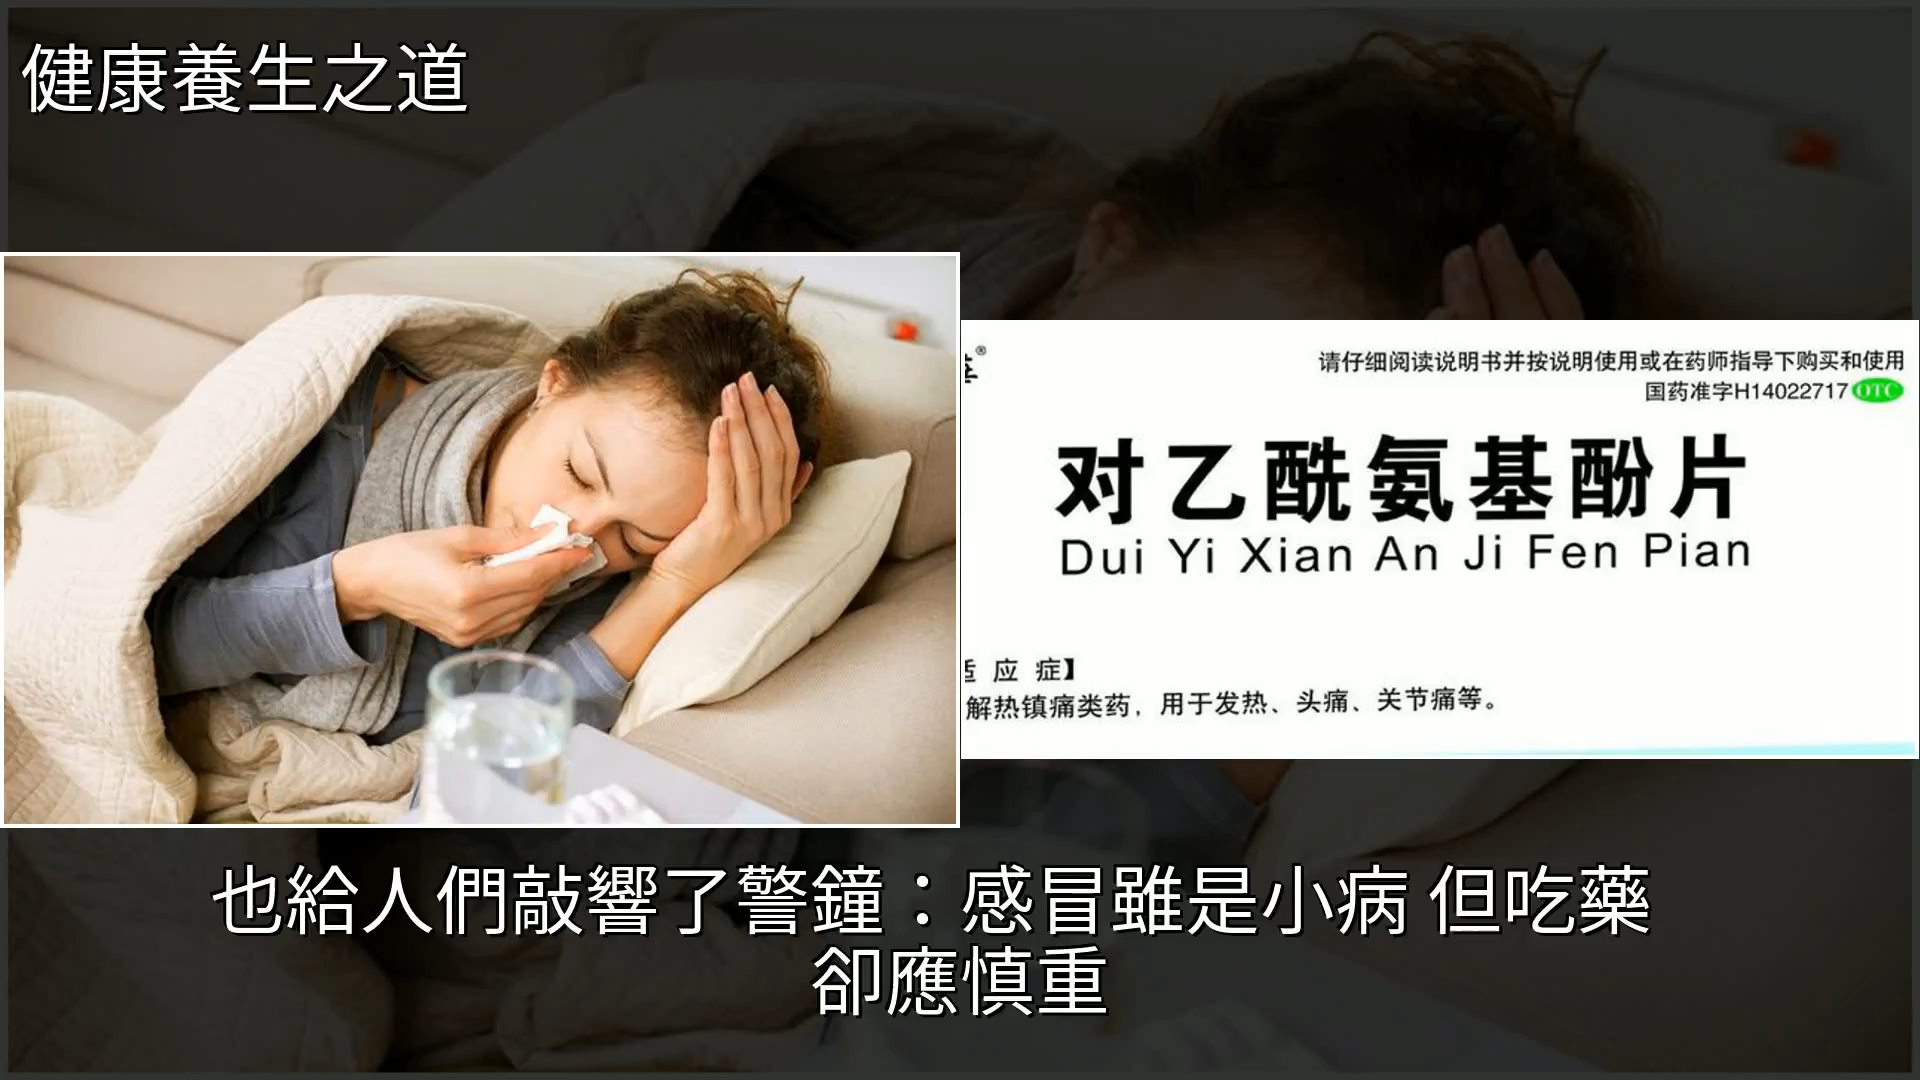 健康養生之道
请仔细阅读说明书并按说明使用或在药师指导下购买和使用
国药准字H14022717 OTC
对乙酰氨基酚片
Dui Yi Xian An Ji Fen Pian
应 症】
解热镇痛类药，用于发热、头痛、关节痛等。
也給人們敲響了警鐘：感冒雖是小病 但吃藥
卻應慎重